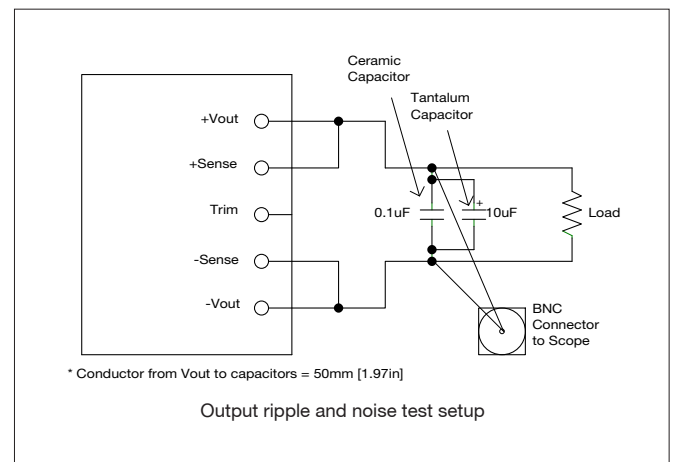 Ceramic
Capacitor
Tantalum
Capacitor
+Vout
+Sense
Trim
-Sense
-Vout
0.1uF
+
10uF
Load
BNC
Connector
to Scope
* Conductor from Vout to capacitors = 50mm [1.97in]
Output ripple and noise test setup